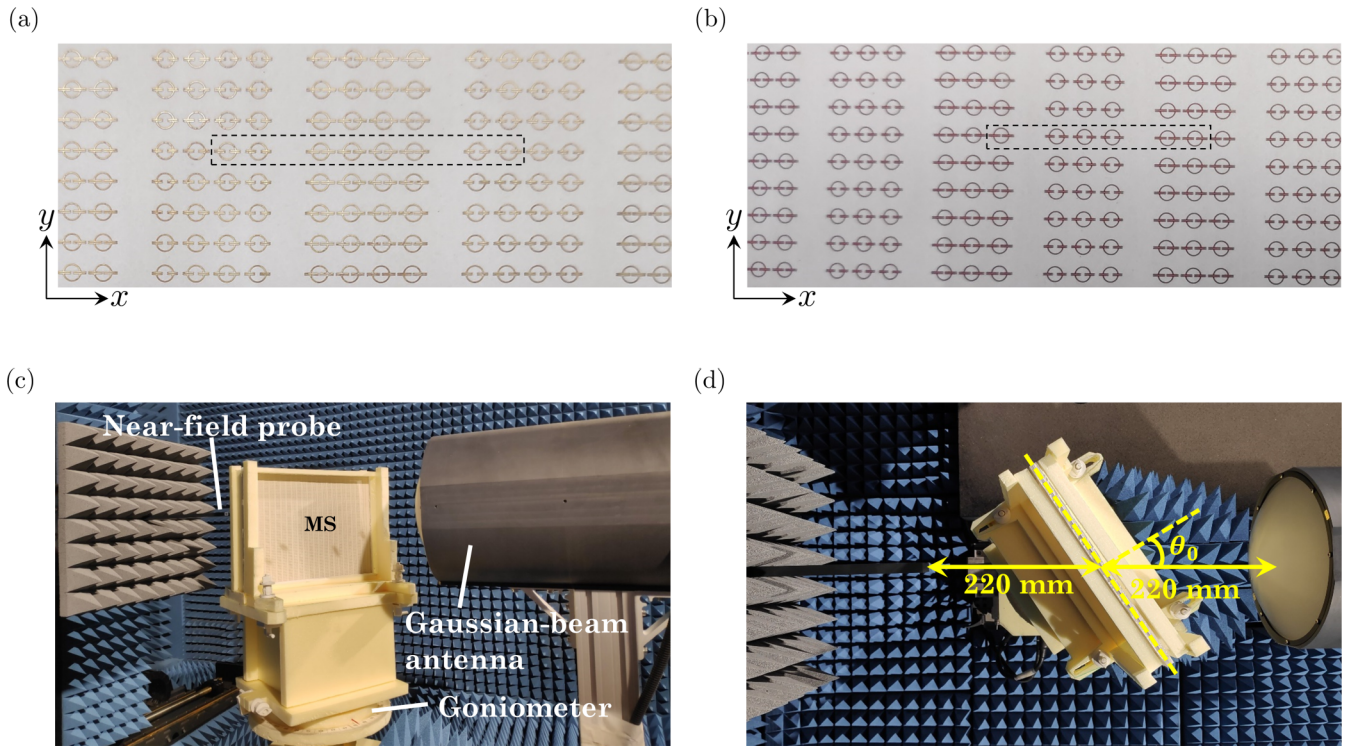 (a)
(b)
y
x
y
x
(c)
(d)
Near-field probe
MS
Gaussian-beam
antenna
Goniometer
θ₀
220 mm
220 mm